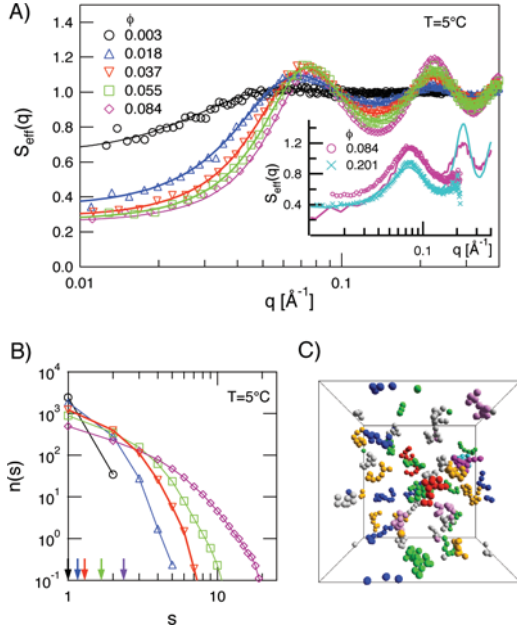 A)
T=5°C
ϕ
0.003
0.018
0.037
0.055
0.084
S_eff(q)
1.4
1.2
1.0
0.8
0.6
0.4
0.2
0.0
0.01
0.1
q [Å⁻¹]
ϕ
0.084
0.201
S_eff(q)
1.2
0.8
0.4
0.1
q [Å⁻¹]
B)
T=5°C
n(s)
10⁴
10³
10²
10¹
10⁰
10⁻¹
1
10
s
C)